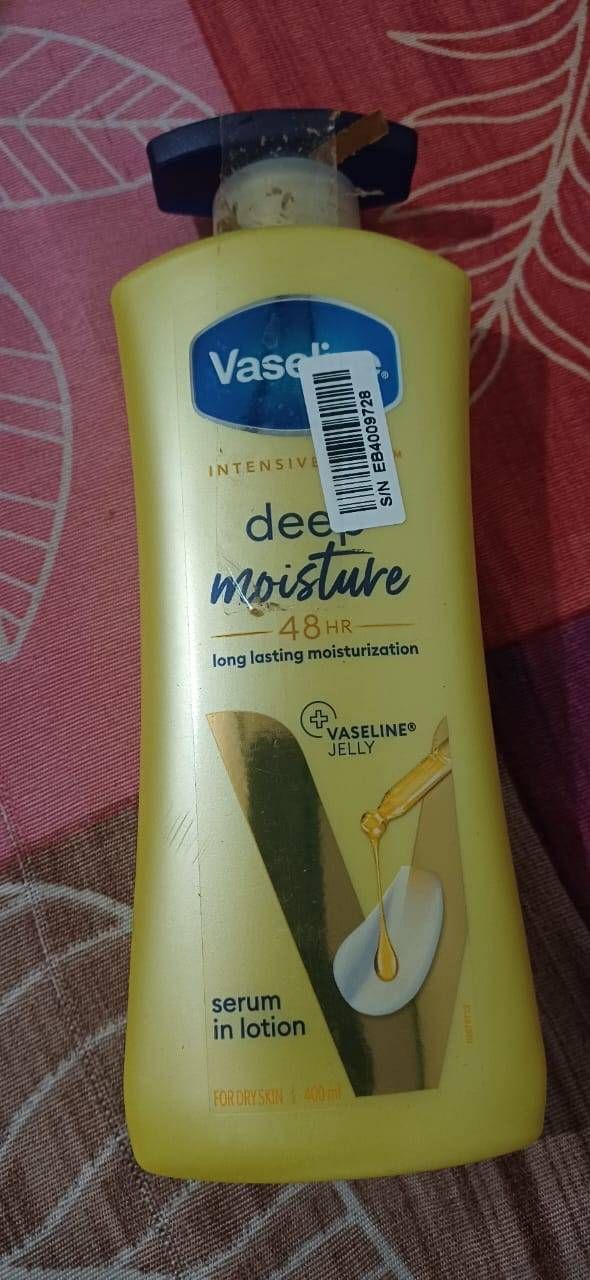 Vaseline®
INTENSIVE
S/N EB4009728
deep
moisture
48 HR
long lasting moisturization
VASELINE®
JELLY
serum
in lotion
FOR DRY SKIN | 400 ml